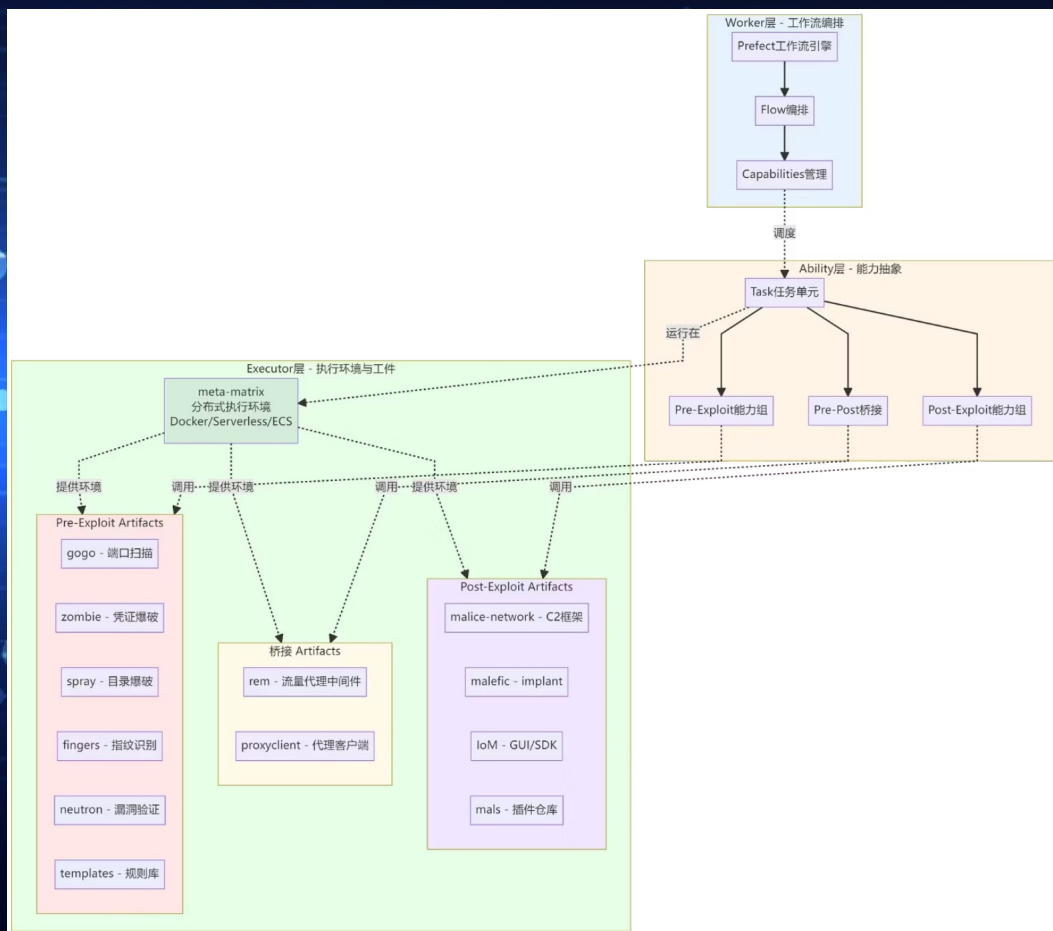 Worker层 - 工作流编排
Prefect工作流引擎
Flow编排
Capabilities管理
调度
Ability层 - 能力抽象
Task任务单元
运行在
Pre-Exploit能力组
Pre-Post桥接
Post-Exploit能力组
Executor层 - 执行环境与工件
meta-matrix
分布式执行环境
Docker/Serverless/ECS
提供环境
调用
提供环境
调用
提供环境
调用
Pre-Exploit Artifacts
gogo - 端口扫描
zombie - 凭证爆破
spray - 目录爆破
fingers - 指纹识别
neutron - 漏洞验证
templates - 规则库
桥接 Artifacts
rem - 流量代理中间件
proxyclient - 代理客户端
Post-Exploit Artifacts
malice-network - C2框架
malefic - implant
IoM - GUI/SDK
mals - 插件仓库